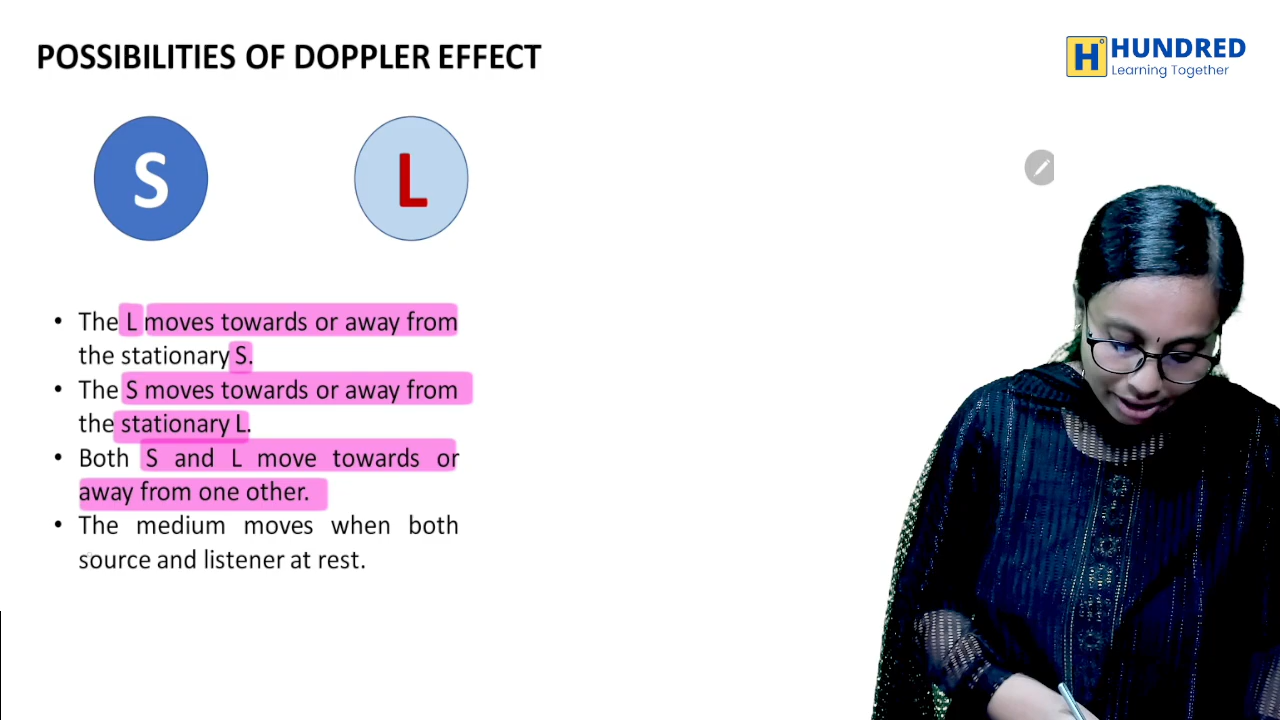 POSSIBILITIES OF DOPPLER EFFECT
H° HUNDRED
Learning Together
S
L
• The L moves towards or away from
the stationary S.
• The S moves towards or away from
the stationary L.
• Both S and L move towards or
away from one other.
• The medium moves when both
source and listener at rest.